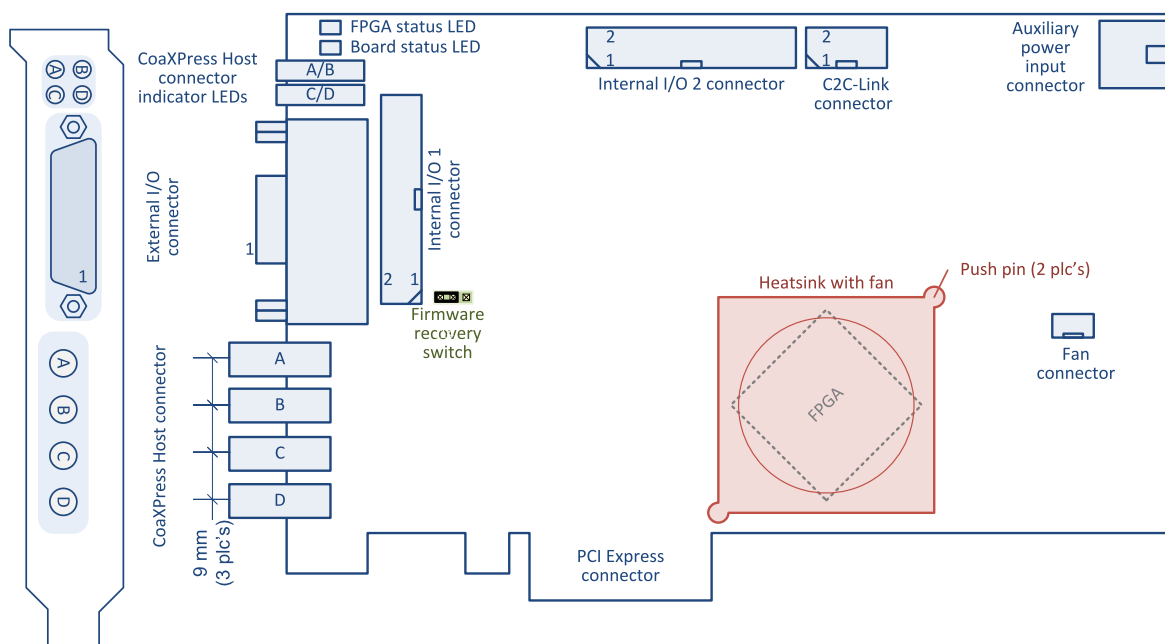 FPGA status LED
Board status LED
CoaXPress Host
connector
indicator LEDs
A/B
C/D
2
1
Internal I/O 2 connector
2
1
C2C-Link
connector
Auxiliary
power
input
connector
A
B
C
D
1
External I/O
connector
1
Internal I/O 1
connector
2
1
Firmware
recovery
switch
Heatsink with fan
Push pin (2 plc's)
FPGA
Fan
connector
A
B
C
D
CoaXPress Host connector
A
B
C
D
9 mm
(3 plc's)
PCI Express
connector